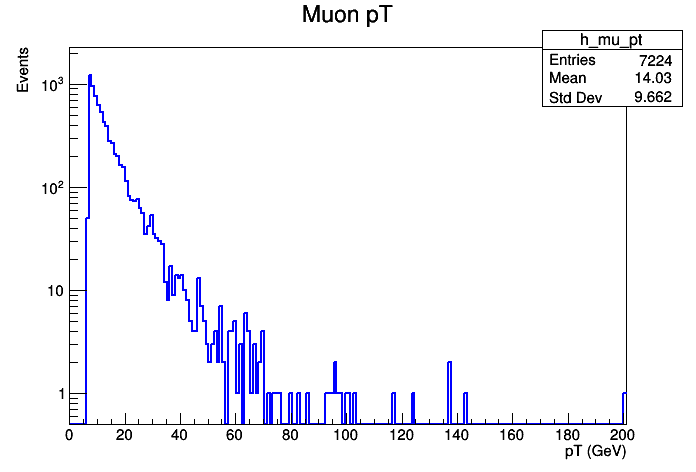 Muon pT
h_mu_pt
Entries 7224
Mean 14.03
Std Dev 9.662
Events
10³
10²
10
1
0 20 40 60 80 100 120 140 160 180 200
pT (GeV)